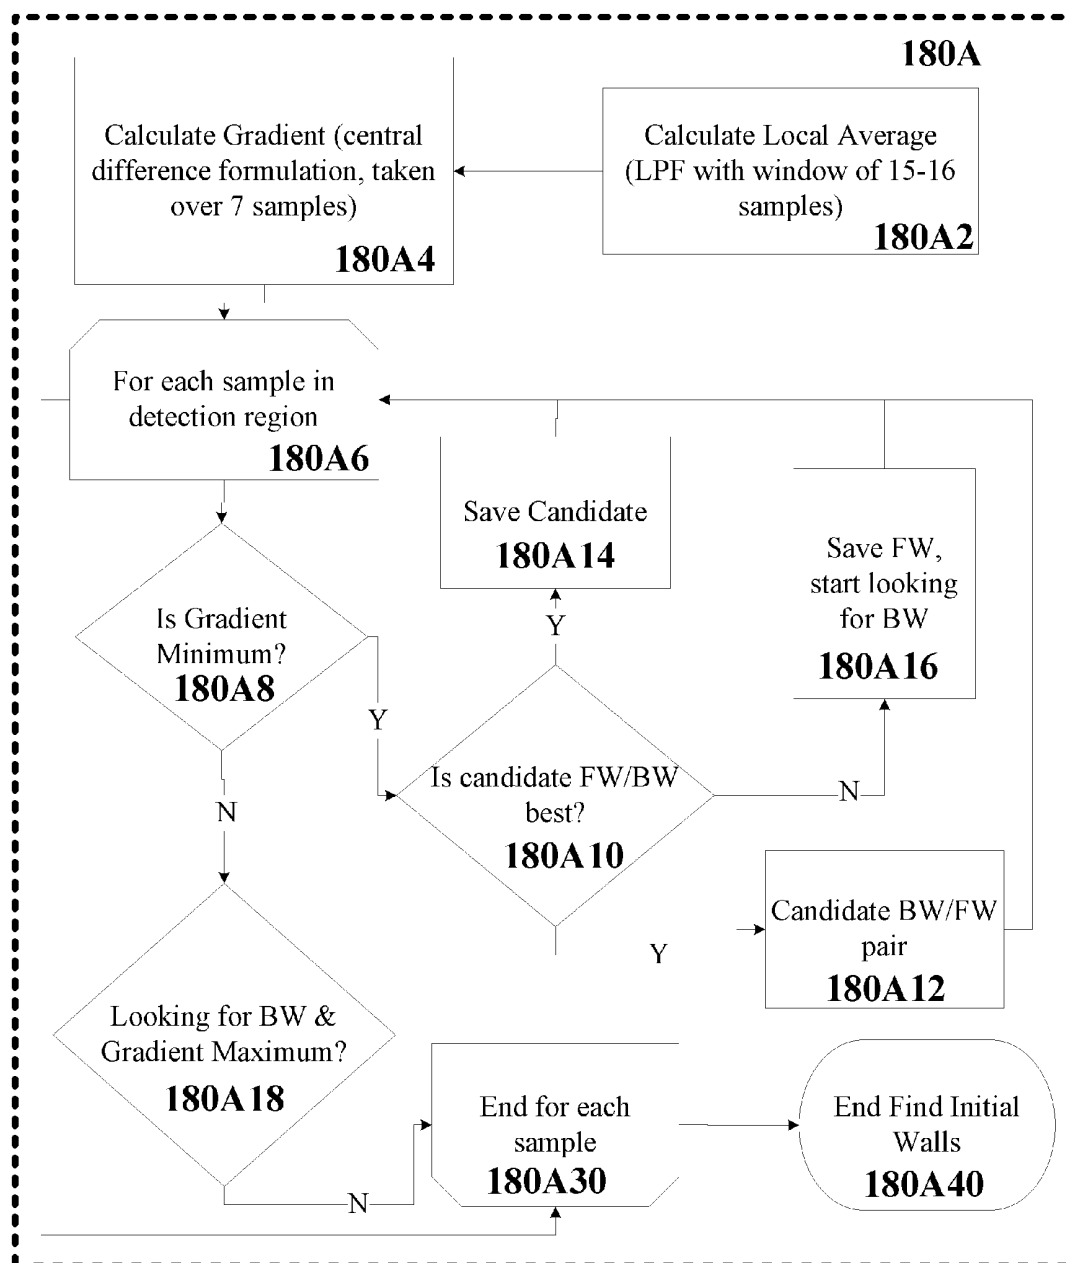 180A
Calculate Gradient (central
difference formulation, taken
over 7 samples)
180A4
Calculate Local Average
(LPF with window of 15-16
samples)
180A2
For each sample in
detection region
180A6
Save Candidate
180A14
Save FW,
start looking
for BW
180A16
Is Gradient
Minimum?
180A8
Y
Y
N
Is candidate FW/BW
best?
180A10
N
Y
Candidate BW/FW
pair
180A12
Looking for BW &
Gradient Maximum?
180A18
N
End for each
sample
180A30
End Find Initial
Walls
180A40